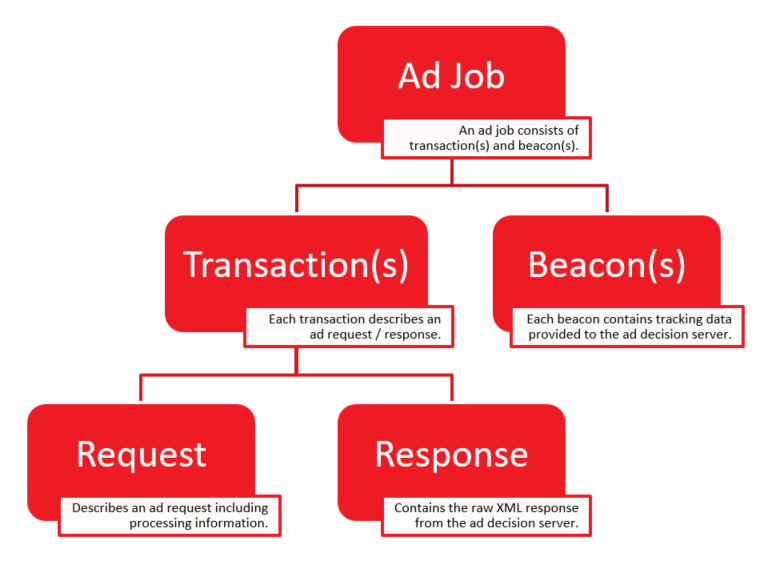 Ad Job
An ad job consists of
transaction(s) and beacon(s).
Transaction(s)
Each transaction describes an
ad request / response.
Beacon(s)
Each beacon contains tracking data
provided to the ad decision server.
Request
Describes an ad request including
processing information.
Response
Contains the raw XML response
from the ad decision server.